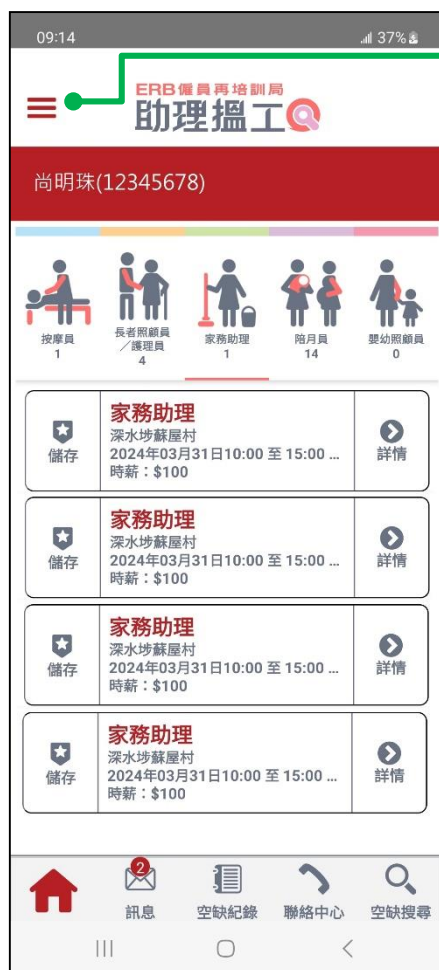 09:14
37%
ERB僱員再培訓局
助理搵工
尚明珠(12345678)
按摩員
1
長者照顧員
／護理員
4
家務助理
1
陪月員
14
嬰幼照顧員
0
儲存
家務助理
深水埗蘇屋村
2024年03月31日10:00 至 15:00 ...
時薪：$100
詳情
儲存
家務助理
深水埗蘇屋村
2024年03月31日10:00 至 15:00 ...
時薪：$100
詳情
儲存
家務助理
深水埗蘇屋村
2024年03月31日10:00 至 15:00 ...
時薪：$100
詳情
儲存
家務助理
深水埗蘇屋村
2024年03月31日10:00 至 15:00 ...
時薪：$100
詳情
2
訊息
空缺紀錄
聯絡中心
空缺搜尋